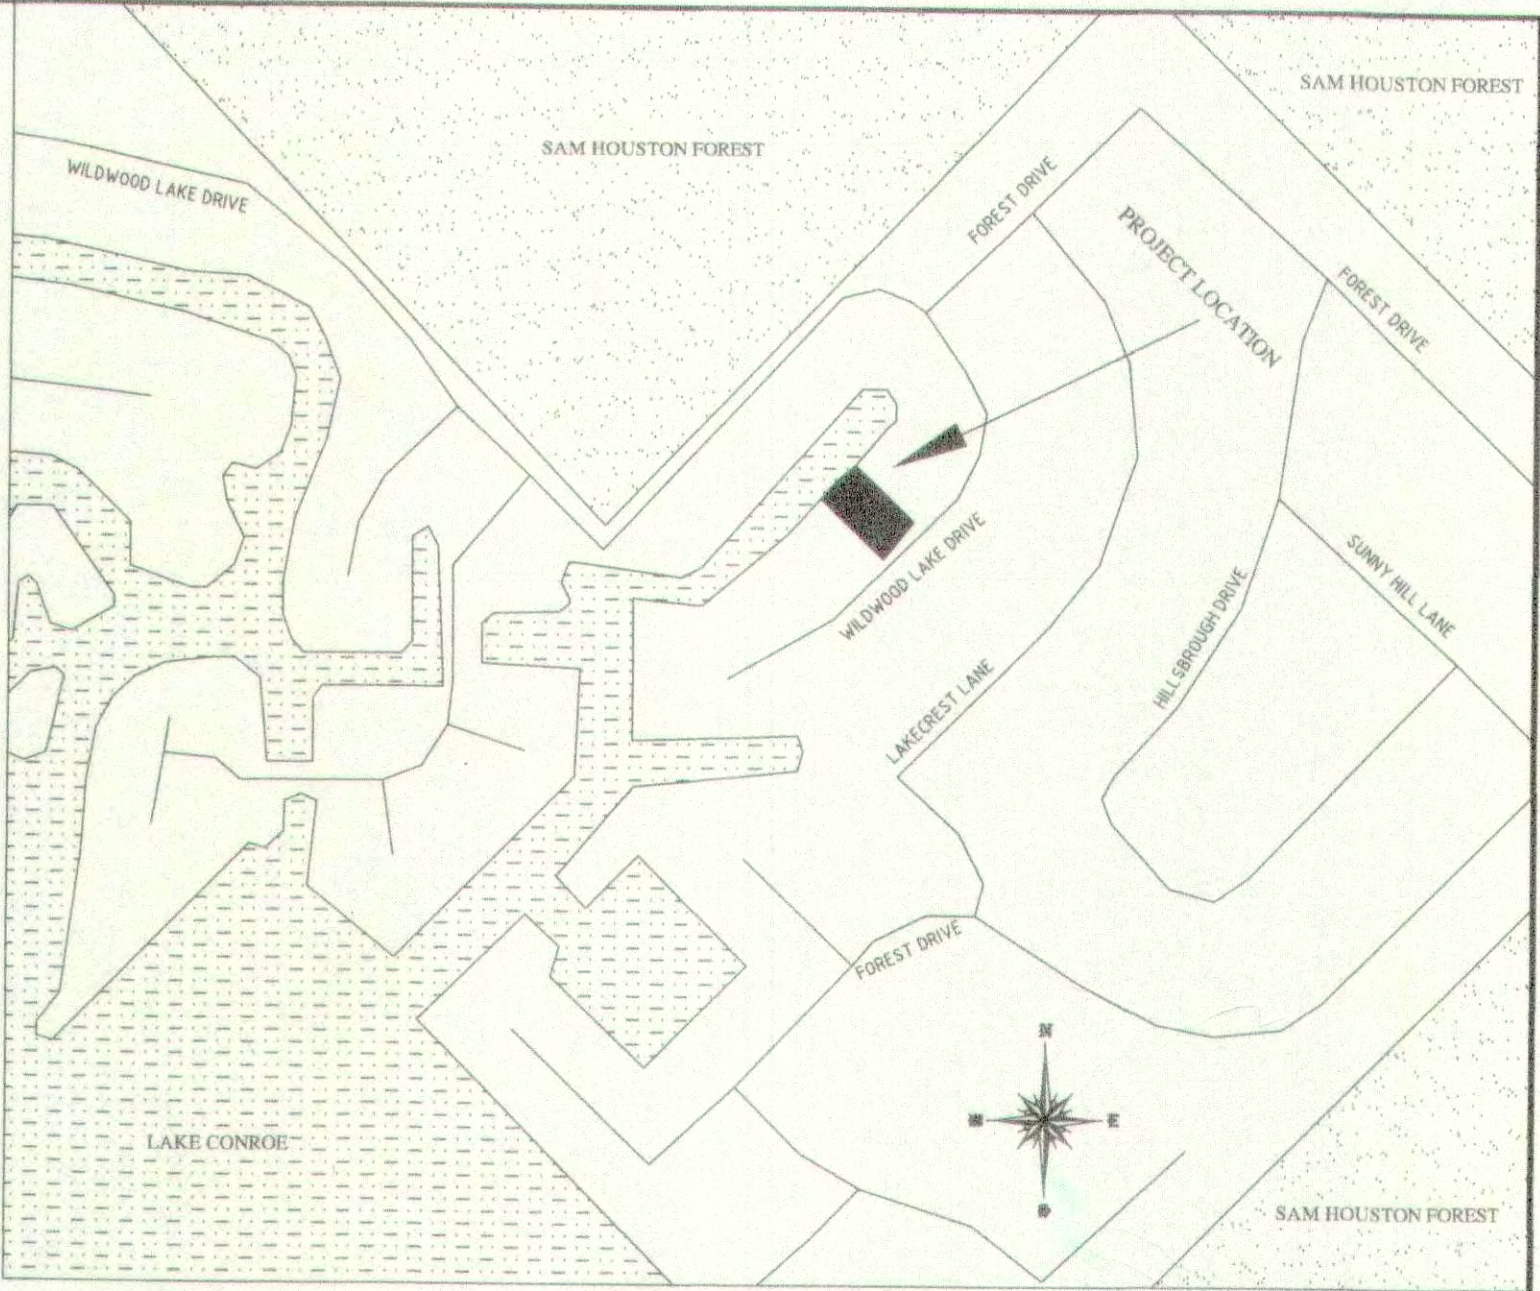 SAM HOUSTON FOREST
SAM HOUSTON FOREST
WILDWOOD LAKE DRIVE
FOREST DRIVE
PROJECT LOCATION
FOREST DRIVE
WILDWOOD LAKE DRIVE
SUNNY HILL LANE
HILLSBROUGH DRIVE
LAKECREST LANE
FOREST DRIVE
N
E
LAKE CONROE
SAM HOUSTON FOREST